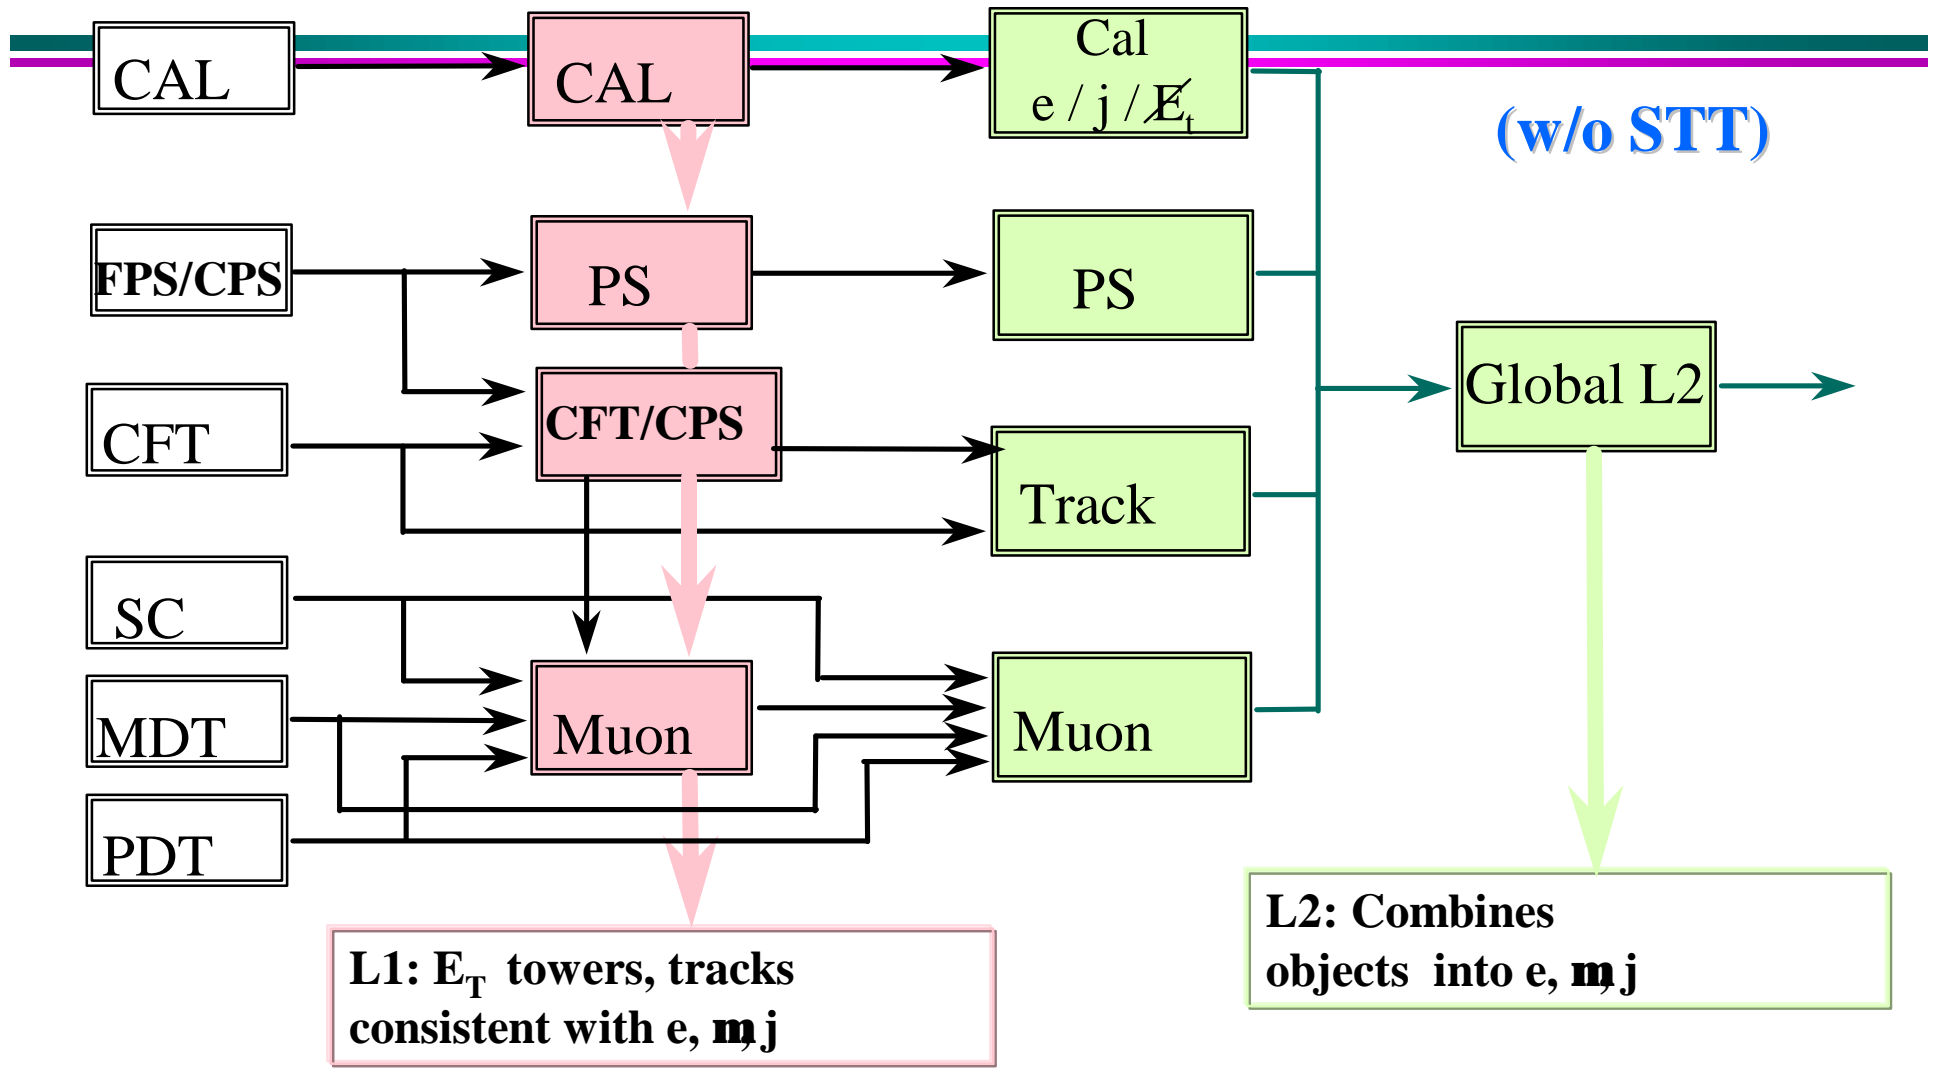 CAL
CAL
Cal
e / j / E̸t
(w/o STT)
FPS/CPS
PS
PS
CFT
CFT/CPS
Global L2
Track
SC
MDT
Muon
Muon
PDT
L1: ET towers, tracks
consistent with e, m, j
L2: Combines
objects into e, m, j